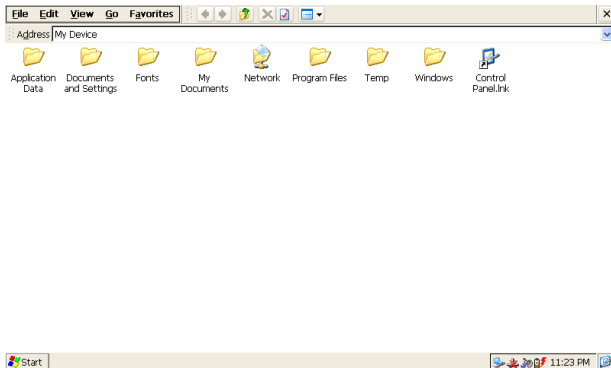 File Edit View Go Favorites
Address My Device
Application Data
Documents and Settings
Fonts
My Documents
Network
Program Files
Temp
Windows
Control Panel.lnk
Start
11:23 PM